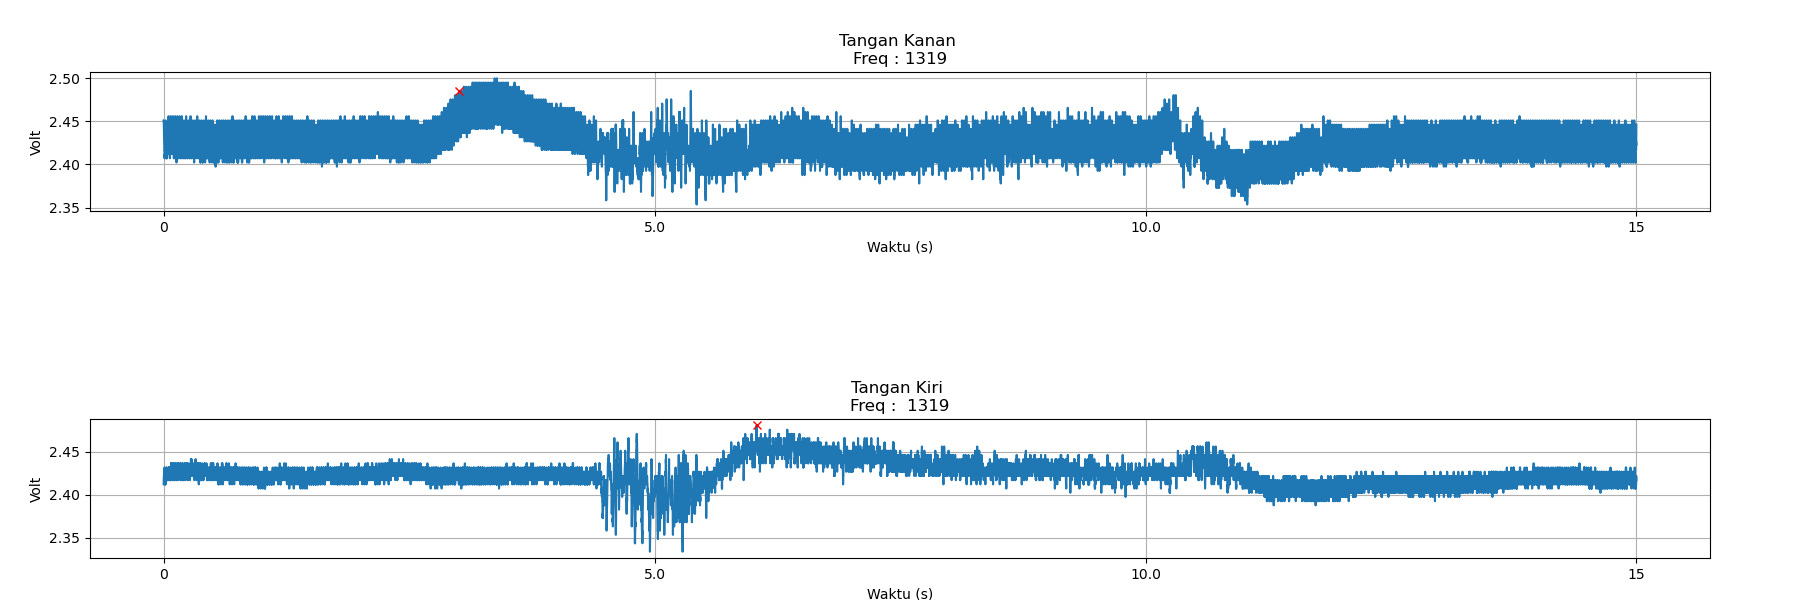 Tangan Kanan
Freq : 1319
Volt
2.50
2.45
2.40
2.35
0 5.0 10.0 15
Waktu (s)
Tangan Kiri
Freq :  1319
Volt
2.45
2.40
2.35
0 5.0 10.0 15
Waktu (s)